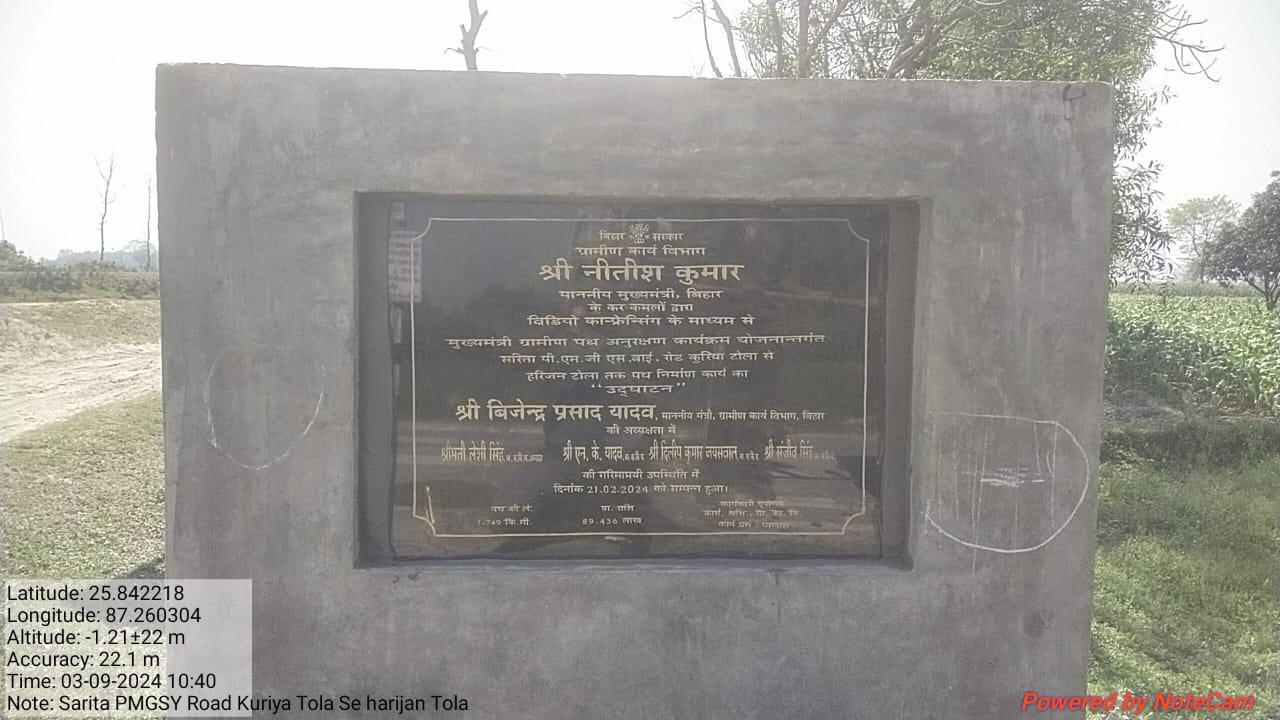 बिहार सरकार
ग्रामीण कार्य विभाग
श्री नीतीश कुमार
माननीय मुख्यमंत्री, बिहार
के कर कमलों द्वारा
विडियो कान्फ्रेन्सिंग के माध्यम से
मुख्यमंत्री ग्रामीण पथ अनुरक्षण कार्यक्रम योजनान्तर्गत
सरिता पी.एम.जी एस.वाई. रोड कुरिया टोला से
हरिजन टोला तक पथ निर्माण कार्य का
"उद्घाटन"
श्री बिजेन्द्र प्रसाद यादव, माननीय मंत्री, ग्रामीण कार्य विभाग, बिहार
की अध्यक्षता में
श्रीमती लेशी सिंह, श्री एन. के. यादव, श्री दिलीप कुमार जयसवाल, श्री संजीव सिंह
की गरिमामयी उपस्थिति में
दिनांक 21.02.2024 को सम्पन्न हुआ।
पथ की लं. प्रा. राशि कार्यकारी एजेन्सी
1.749 कि.मी. 89.436 लाख
Latitude: 25.842218
Longitude: 87.260304
Altitude: -1.21±22 m
Accuracy: 22.1 m
Time: 03-09-2024 10:40
Note: Sarita PMGSY Road Kuriya Tola Se harijan Tola
Powered by NoteCam